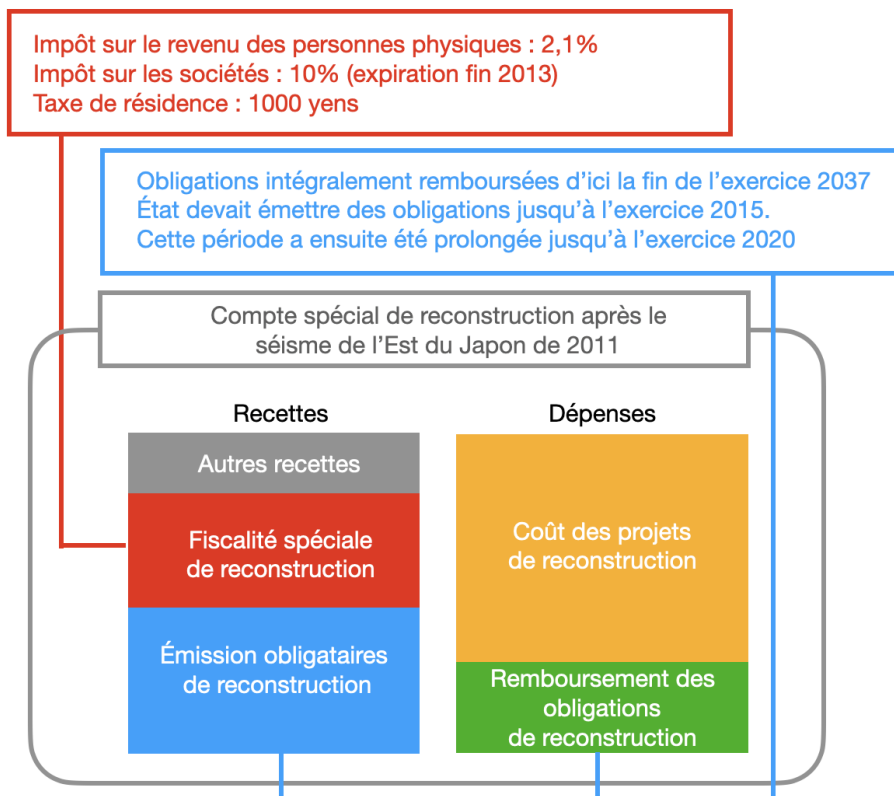 Impôt sur le revenu des personnes physiques : 2,1%
Impôt sur les sociétés : 10% (expiration fin 2013)
Taxe de résidence : 1000 yens
Obligations intégralement remboursées d’ici la fin de l’exercice 2037
État devait émettre des obligations jusqu’à l’exercice 2015.
Cette période a ensuite été prolongée jusqu’à l’exercice 2020
Compte spécial de reconstruction après le
séisme de l’Est du Japon de 2011
Recettes
Autres recettes
Fiscalité spéciale
de reconstruction
Émission obligataires
de reconstruction
Dépenses
Coût des projets
de reconstruction
Remboursement des
obligations
de reconstruction